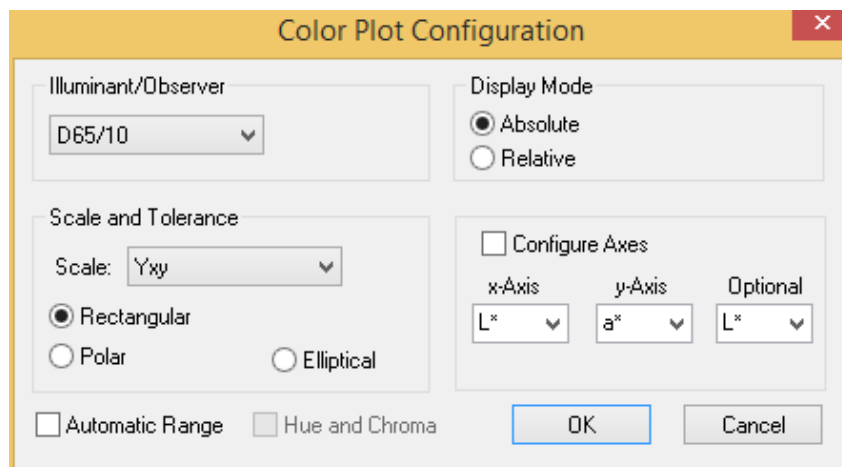 Color Plot Configuration
Illuminant/Observer
D65/10
Display Mode
Absolute
Relative
Scale and Tolerance
Scale: Yxy
Rectangular
Polar
Elliptical
Configure Axes
x-Axis y-Axis Optional
L* a* L*
Automatic Range
Hue and Chroma
OK
Cancel